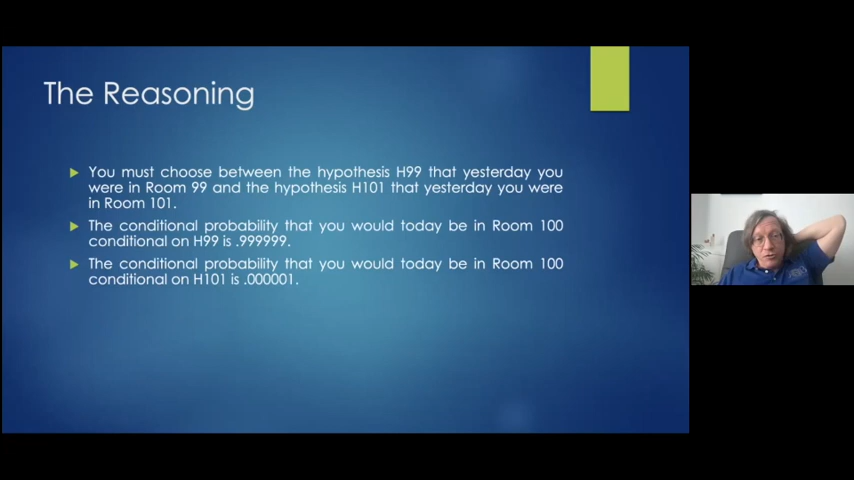 The Reasoning
You must choose between the hypothesis H99 that yesterday you
were in Room 99 and the hypothesis H101 that yesterday you were
in Room 101.
The conditional probability that you would today be in Room 100
conditional on H99 is .999999.
The conditional probability that you would today be in Room 100
conditional on H101 is .000001.